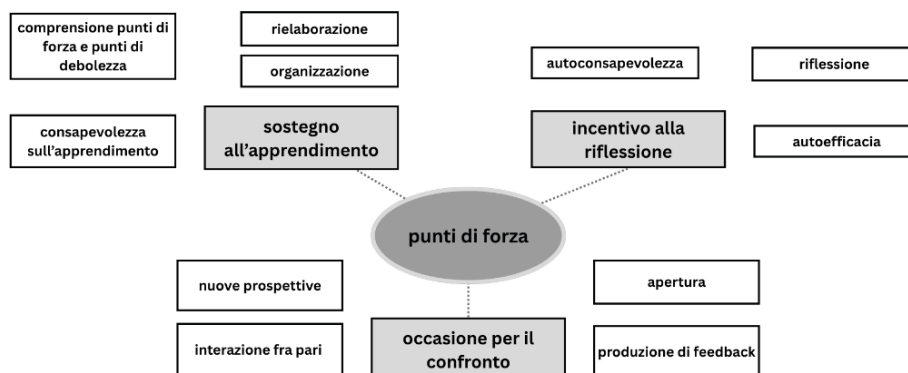 comprensione punti di
forza e punti di
debolezza
rielaborazione
organizzazione
autoconsapevolezza
riflessione
consapevolezza
sull'apprendimento
sostegno
all'apprendimento
incentivo alla
riflessione
autoefficacia
punti di forza
nuove prospettive
apertura
interazione fra pari
occasione per il
confronto
produzione di feedback